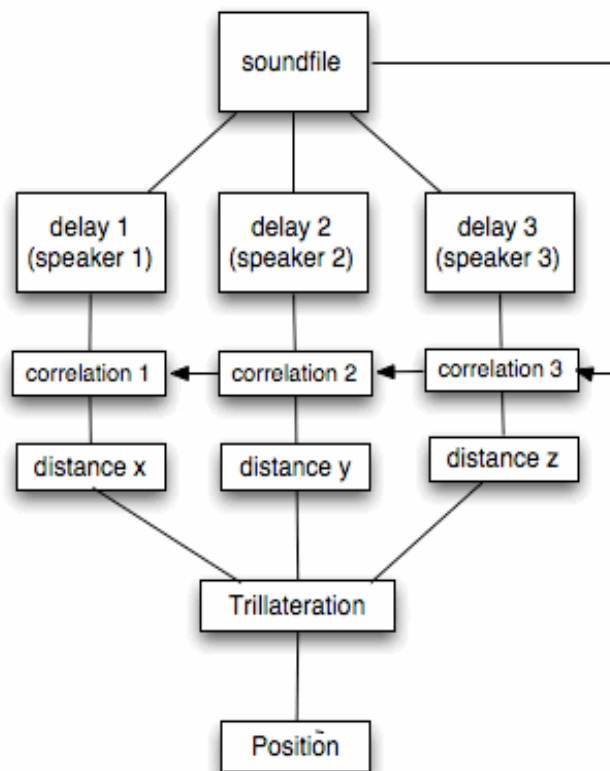 soundfile
delay 1
(speaker 1)
delay 2
(speaker 2)
delay 3
(speaker 3)
correlation 1
correlation 2
correlation 3
distance x
distance y
distance z
Trillateration
Position